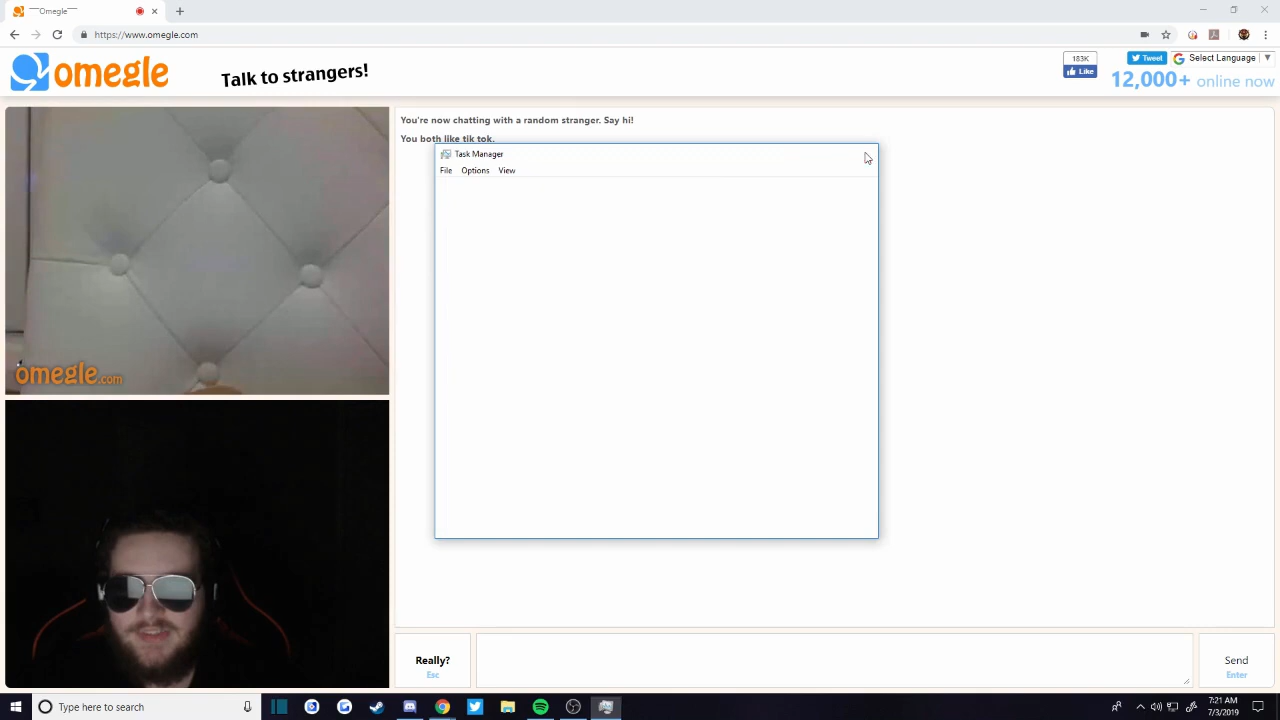 Omegle
https://www.omegle.com
omegle
Talk to strangers!
183K
Like
Tweet
Select Language
12,000+ online now
You're now chatting with a random stranger. Say hi!
You both like tik tok.
Task Manager
File Options View
omegle.com
Really?
Esc
Send
Enter
Type here to search
7:21 AM
7/3/2019